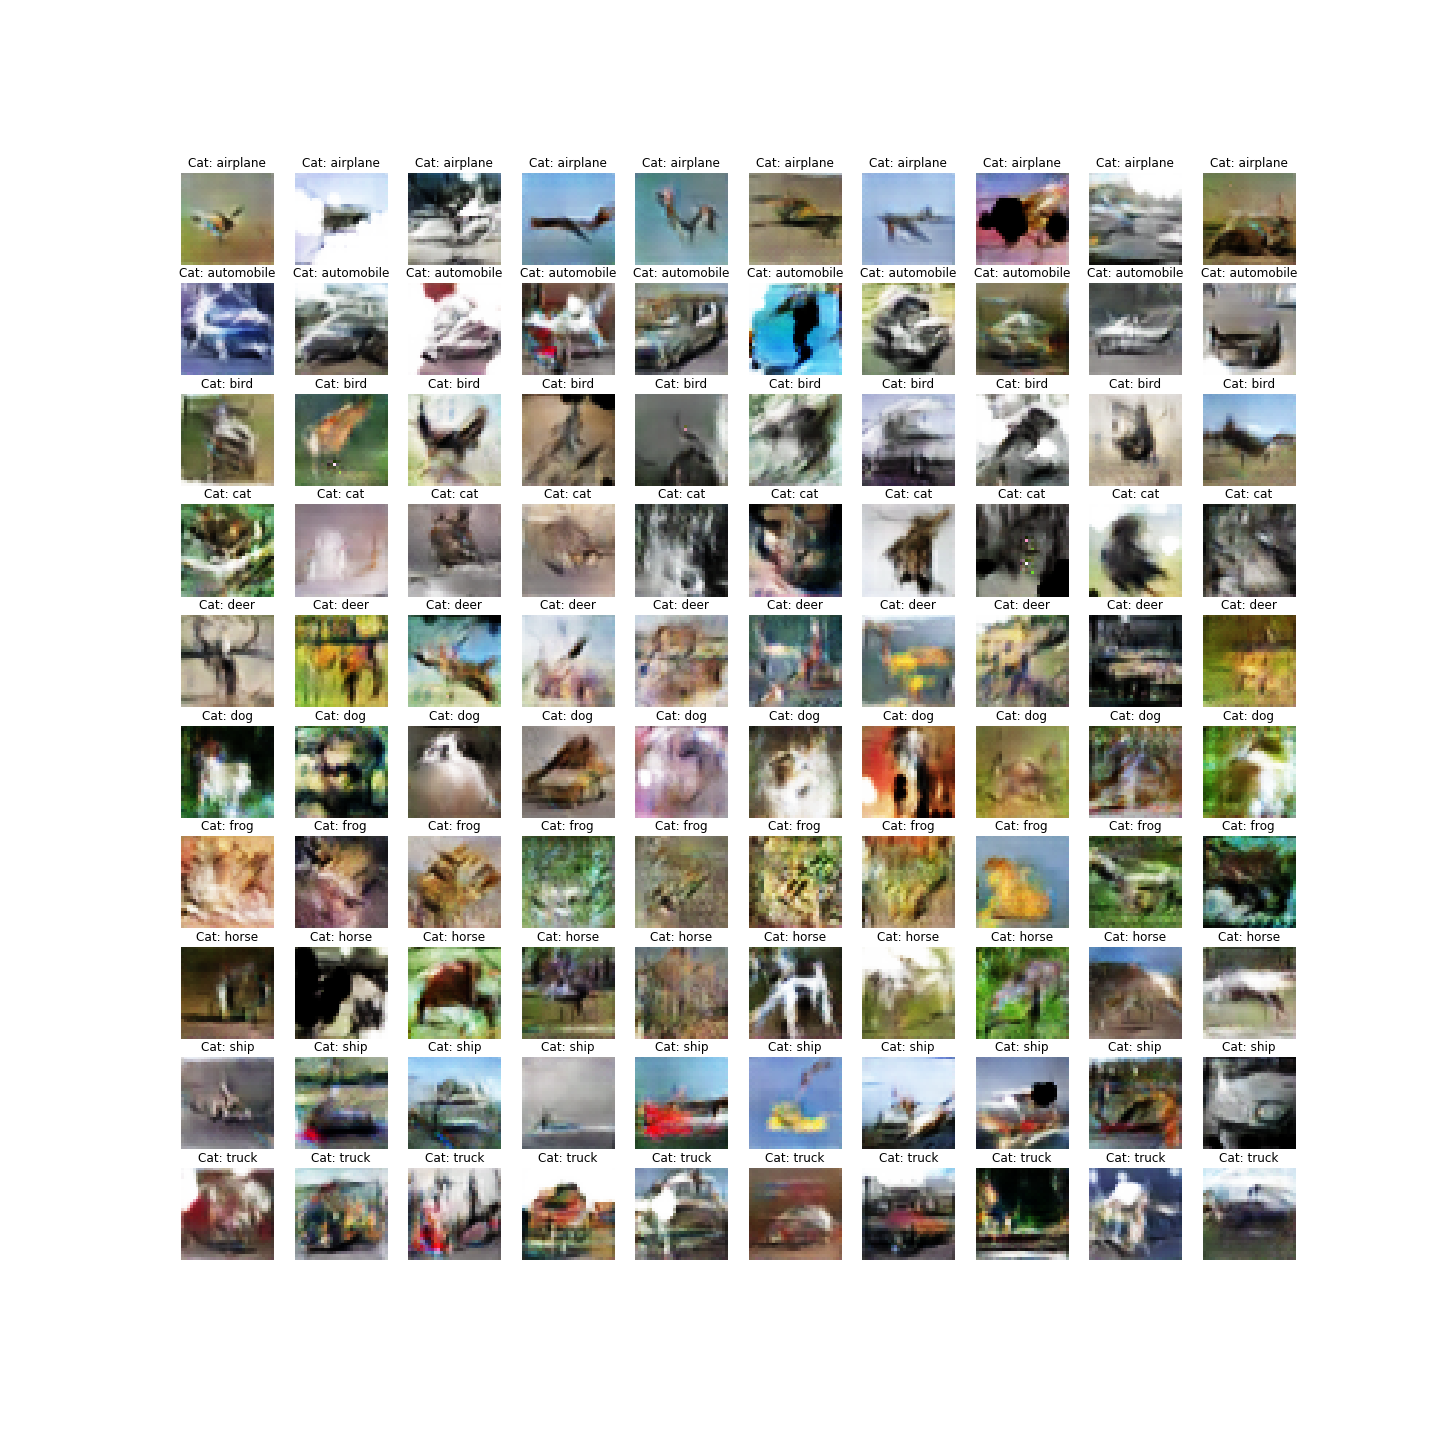 Cat: airplane Cat: airplane Cat: airplane Cat: airplane Cat: airplane Cat: airplane Cat: airplane Cat: airplane Cat: airplane Cat: airplane
Cat: automobile Cat: automobile Cat: automobile Cat: automobile Cat: automobile Cat: automobile Cat: automobile Cat: automobile Cat: automobile Cat: automobile
Cat: bird Cat: bird Cat: bird Cat: bird Cat: bird Cat: bird Cat: bird Cat: bird Cat: bird Cat: bird
Cat: cat Cat: cat Cat: cat Cat: cat Cat: cat Cat: cat Cat: cat Cat: cat Cat: cat Cat: cat
Cat: deer Cat: deer Cat: deer Cat: deer Cat: deer Cat: deer Cat: deer Cat: deer Cat: deer Cat: deer
Cat: dog Cat: dog Cat: dog Cat: dog Cat: dog Cat: dog Cat: dog Cat: dog Cat: dog Cat: dog
Cat: frog Cat: frog Cat: frog Cat: frog Cat: frog Cat: frog Cat: frog Cat: frog Cat: frog Cat: frog
Cat: horse Cat: horse Cat: horse Cat: horse Cat: horse Cat: horse Cat: horse Cat: horse Cat: horse Cat: horse
Cat: ship Cat: ship Cat: ship Cat: ship Cat: ship Cat: ship Cat: ship Cat: ship Cat: ship Cat: ship
Cat: truck Cat: truck Cat: truck Cat: truck Cat: truck Cat: truck Cat: truck Cat: truck Cat: truck Cat: truck